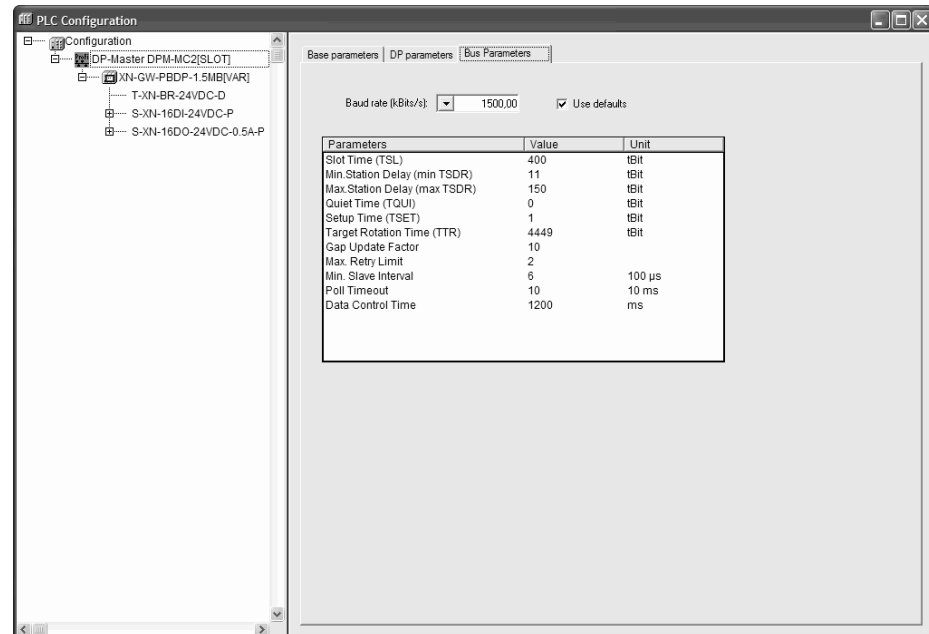 PLC Configuration
Configuration
DP-Master DPM-MC2[SLOT]
XN-GW-PBDP-1.5MB[VAR]
T-XN-BR-24VDC-D
S-XN-16DI-24VDC-P
S-XN-16DO-24VDC-0.5A-P
Base parameters DP parameters Bus Parameters
Baud rate (kBits/s): 1500,00 Use defaults
Parameters Value Unit
Slot Time (TSL) 400 tBit
Min.Station Delay (min TSDR) 11 tBit
Max.Station Delay (max TSDR) 150 tBit
Quiet Time (TQUI) 0 tBit
Setup Time (TSET) 1 tBit
Target Rotation Time (TTR) 4449 tBit
Gap Update Factor 10
Max. Retry Limit 2
Min. Slave Interval 6 100 µs
Poll Timeout 10 10 ms
Data Control Time 1200 ms